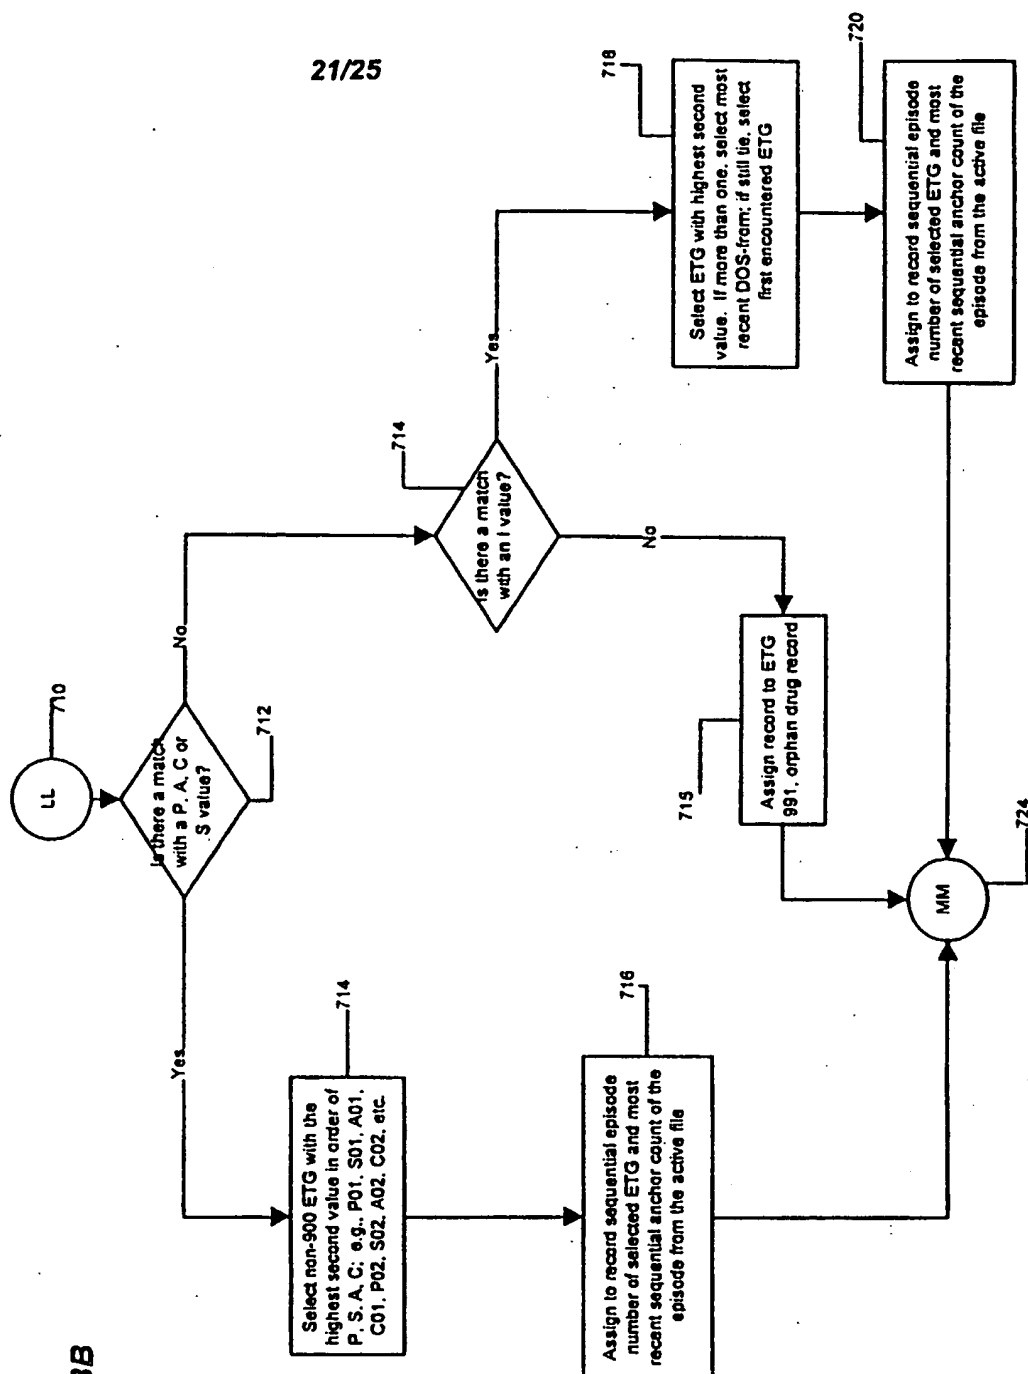 21/25
3B
LL
710
Is there a match
with a P, A, C or
S value?
712
Yes
No
Select non-900 ETG with the
highest second value in order of
P, S, A, C; e.g., P01, S01, A01,
C01, P02, S02, A02, C02, etc.
714
Assign to record sequential episode
number of selected ETG and most
recent sequential anchor count of the
episode from the active file
716
Is there a match
with an I value?
714
Yes
No
Assign record to ETG
991, orphan drug record
715
Select ETG with highest second
value. If more than one, select most
recent DOS-from; if still tie, select
first encountered ETG
718
Assign to record sequential episode
number of selected ETG and most
recent sequential anchor count of the
episode from the active file
720
MM
724